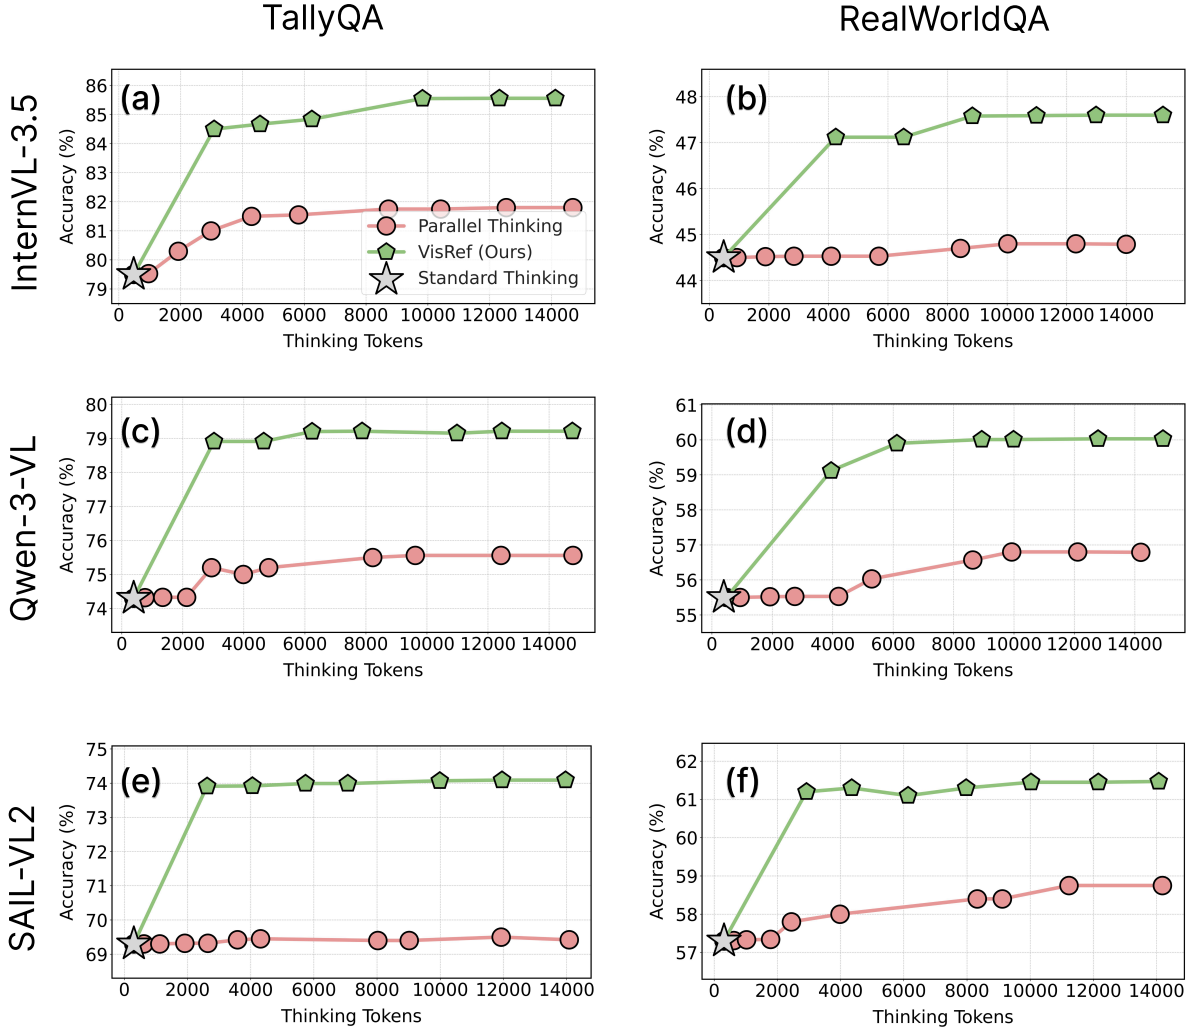 TallyQA
RealWorldQA
InternVL-3.5
Accuracy (%)
86
85
84
83
82
81
80
79
(a)
Parallel Thinking
VisRef (Ours)
Standard Thinking
0 2000 4000 6000 8000 10000 12000 14000
Thinking Tokens
Accuracy (%)
48
47
46
45
44
(b)
0 2000 4000 6000 8000 10000 12000 14000
Thinking Tokens
Qwen-3-VL
Accuracy (%)
80
79
78
77
76
75
74
(c)
0 2000 4000 6000 8000 10000 12000 14000
Thinking Tokens
Accuracy (%)
61
60
59
58
57
56
55
(d)
0 2000 4000 6000 8000 10000 12000 14000
Thinking Tokens
SAIL-VL2
Accuracy (%)
75
74
73
72
71
70
69
(e)
0 2000 4000 6000 8000 10000 12000 14000
Thinking Tokens
Accuracy (%)
62
61
60
59
58
57
(f)
0 2000 4000 6000 8000 10000 12000 14000
Thinking Tokens